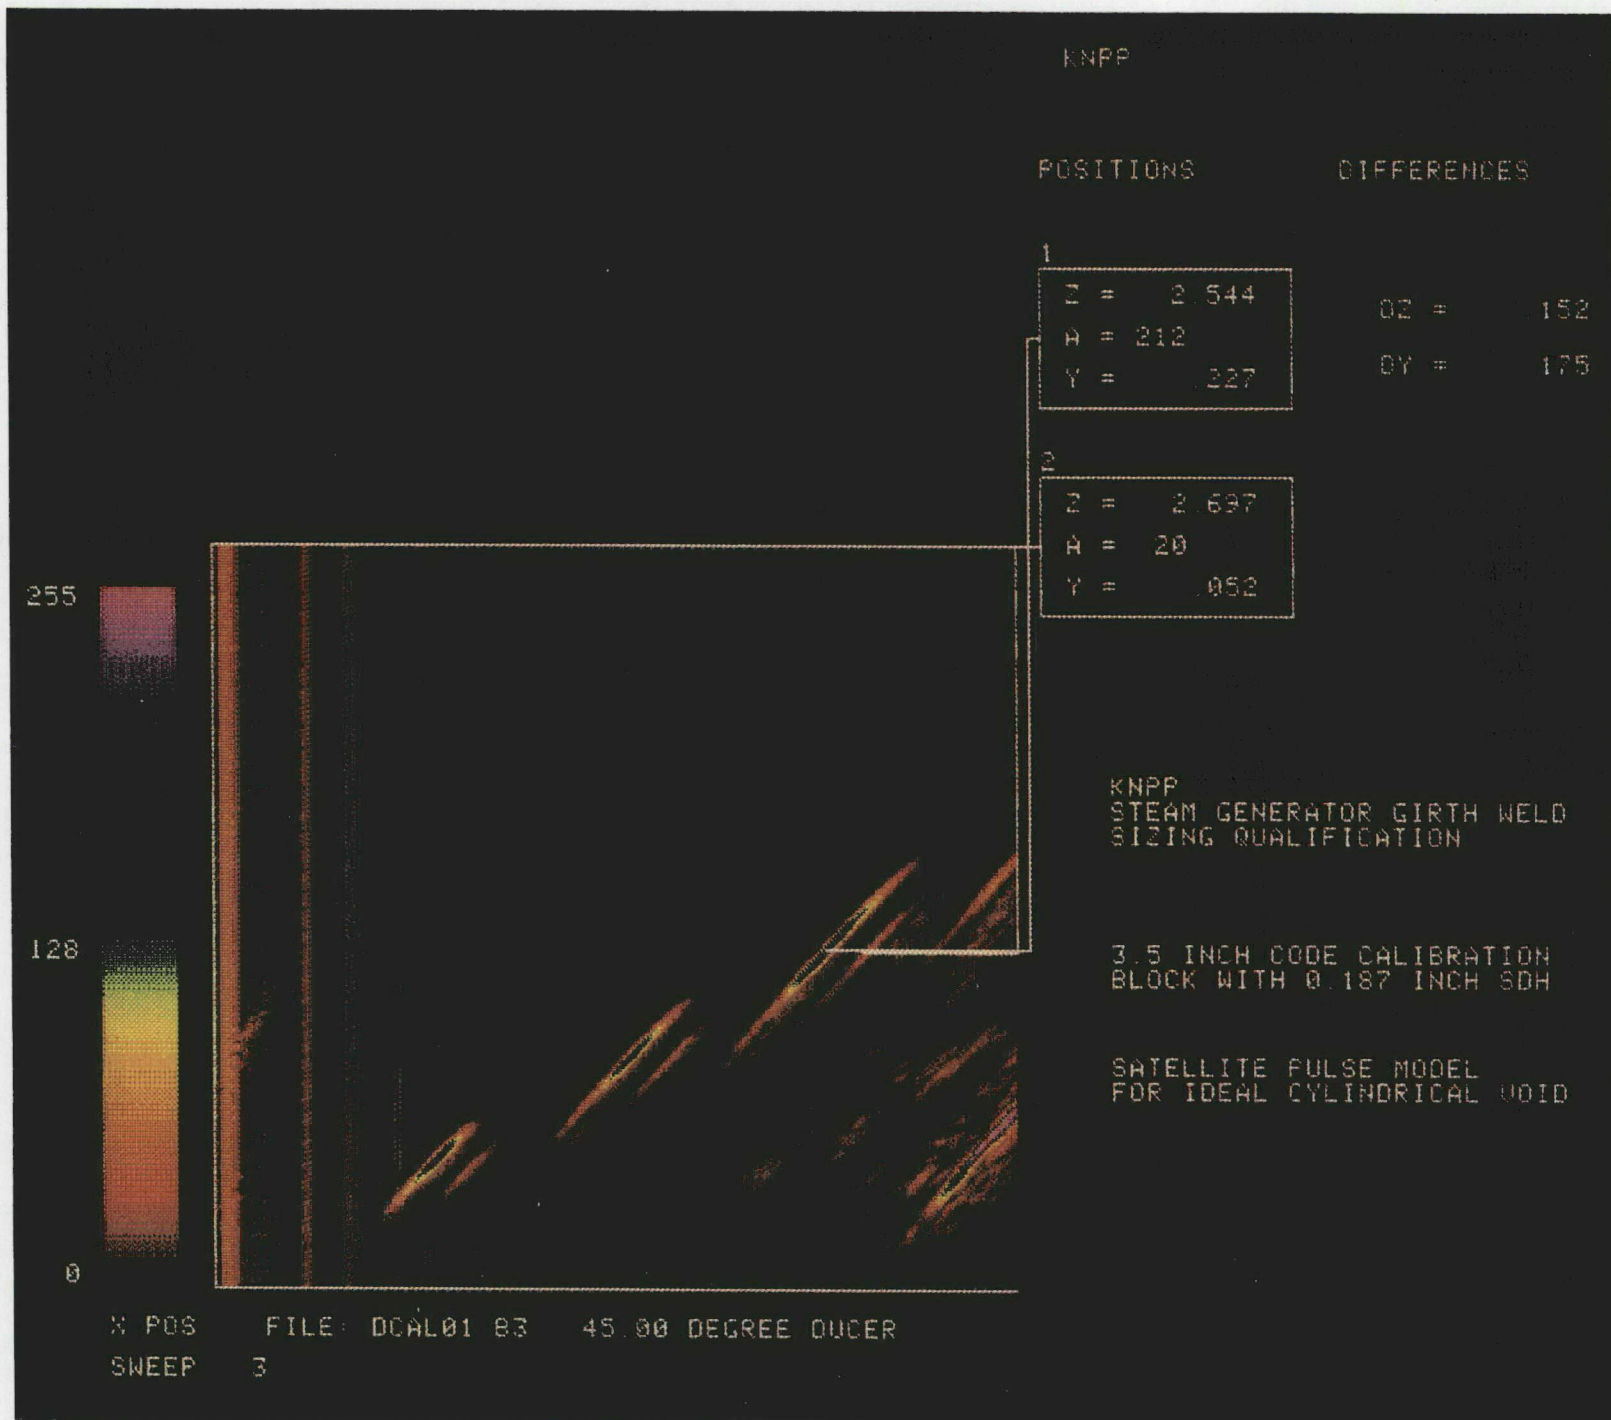 KNPP
POSITIONS DIFFERENCES
1
Z = 2.544
A = 212
Y = .227
DZ = .152
DY = .175
2
Z = 2.697
A = 20
Y = .052
255
128
0
KNPP
STEAM GENERATOR GIRTH WELD
SIZING QUALIFICATION
3.5 INCH CODE CALIBRATION
BLOCK WITH 0.187 INCH SDH
SATELLITE PULSE MODEL
FOR IDEAL CYLINDRICAL VOID
X POS FILE: DCAL01 83 45.00 DEGREE DUCER
SWEEP 3